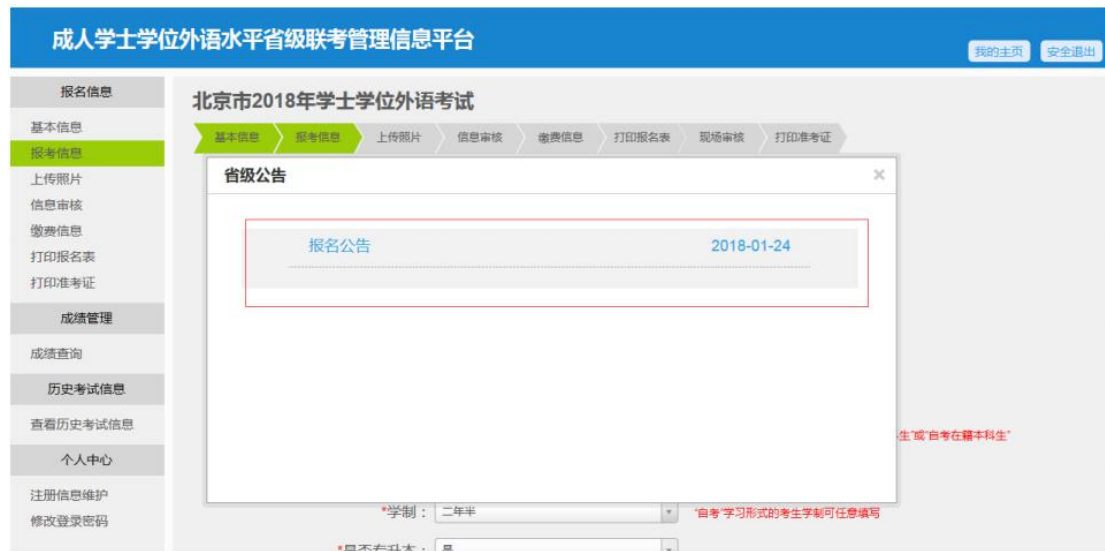 成人学士学位外语水平省级联考管理信息平台
我的主页 安全退出
报名信息
基本信息
报考信息
上传照片
信息审核
缴费信息
打印报名表
打印准考证
成绩管理
成绩查询
历史考试信息
查看历史考试信息
个人中心
注册信息维护
修改登录密码
北京市2018年学士学位外语考试
基本信息 报考信息 上传照片 信息审核 缴费信息 打印报名表 现场审核 打印准考证
省级公告 ×
报名公告 2018-01-24
生"或"自考在籍本科生"
*学制： 二年半 "自考"学习形式的考生学制可任意填写
*是否专升本： 是